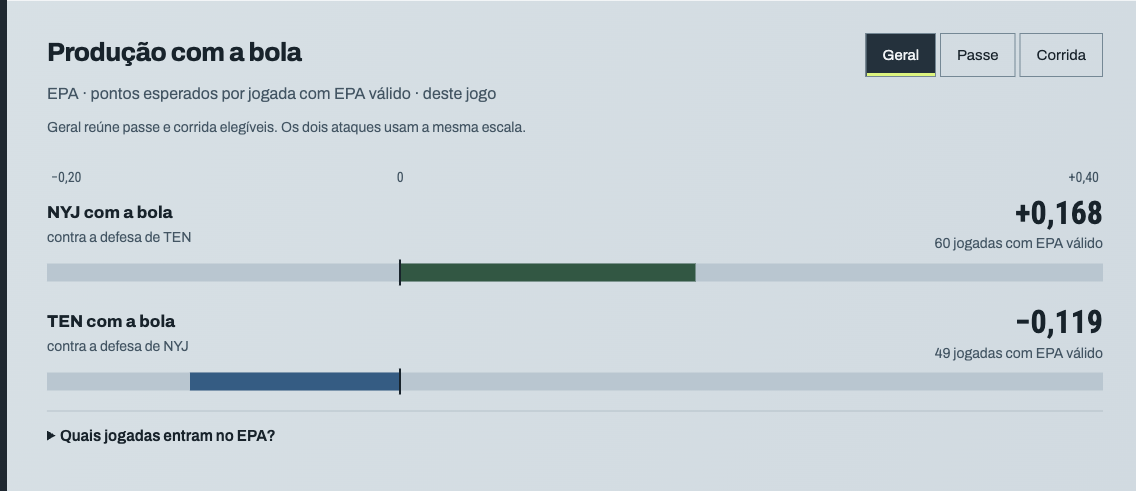 Produção com a bola
Geral
Passe
Corrida
EPA · pontos esperados por jogada com EPA válido · deste jogo
Geral reúne passe e corrida elegíveis. Os dois ataques usam a mesma escala.
−0,20
0
+0,40
NYJ com a bola
+0,168
contra a defesa de TEN
60 jogadas com EPA válido
TEN com a bola
−0,119
contra a defesa de NYJ
49 jogadas com EPA válido
Quais jogadas entram no EPA?